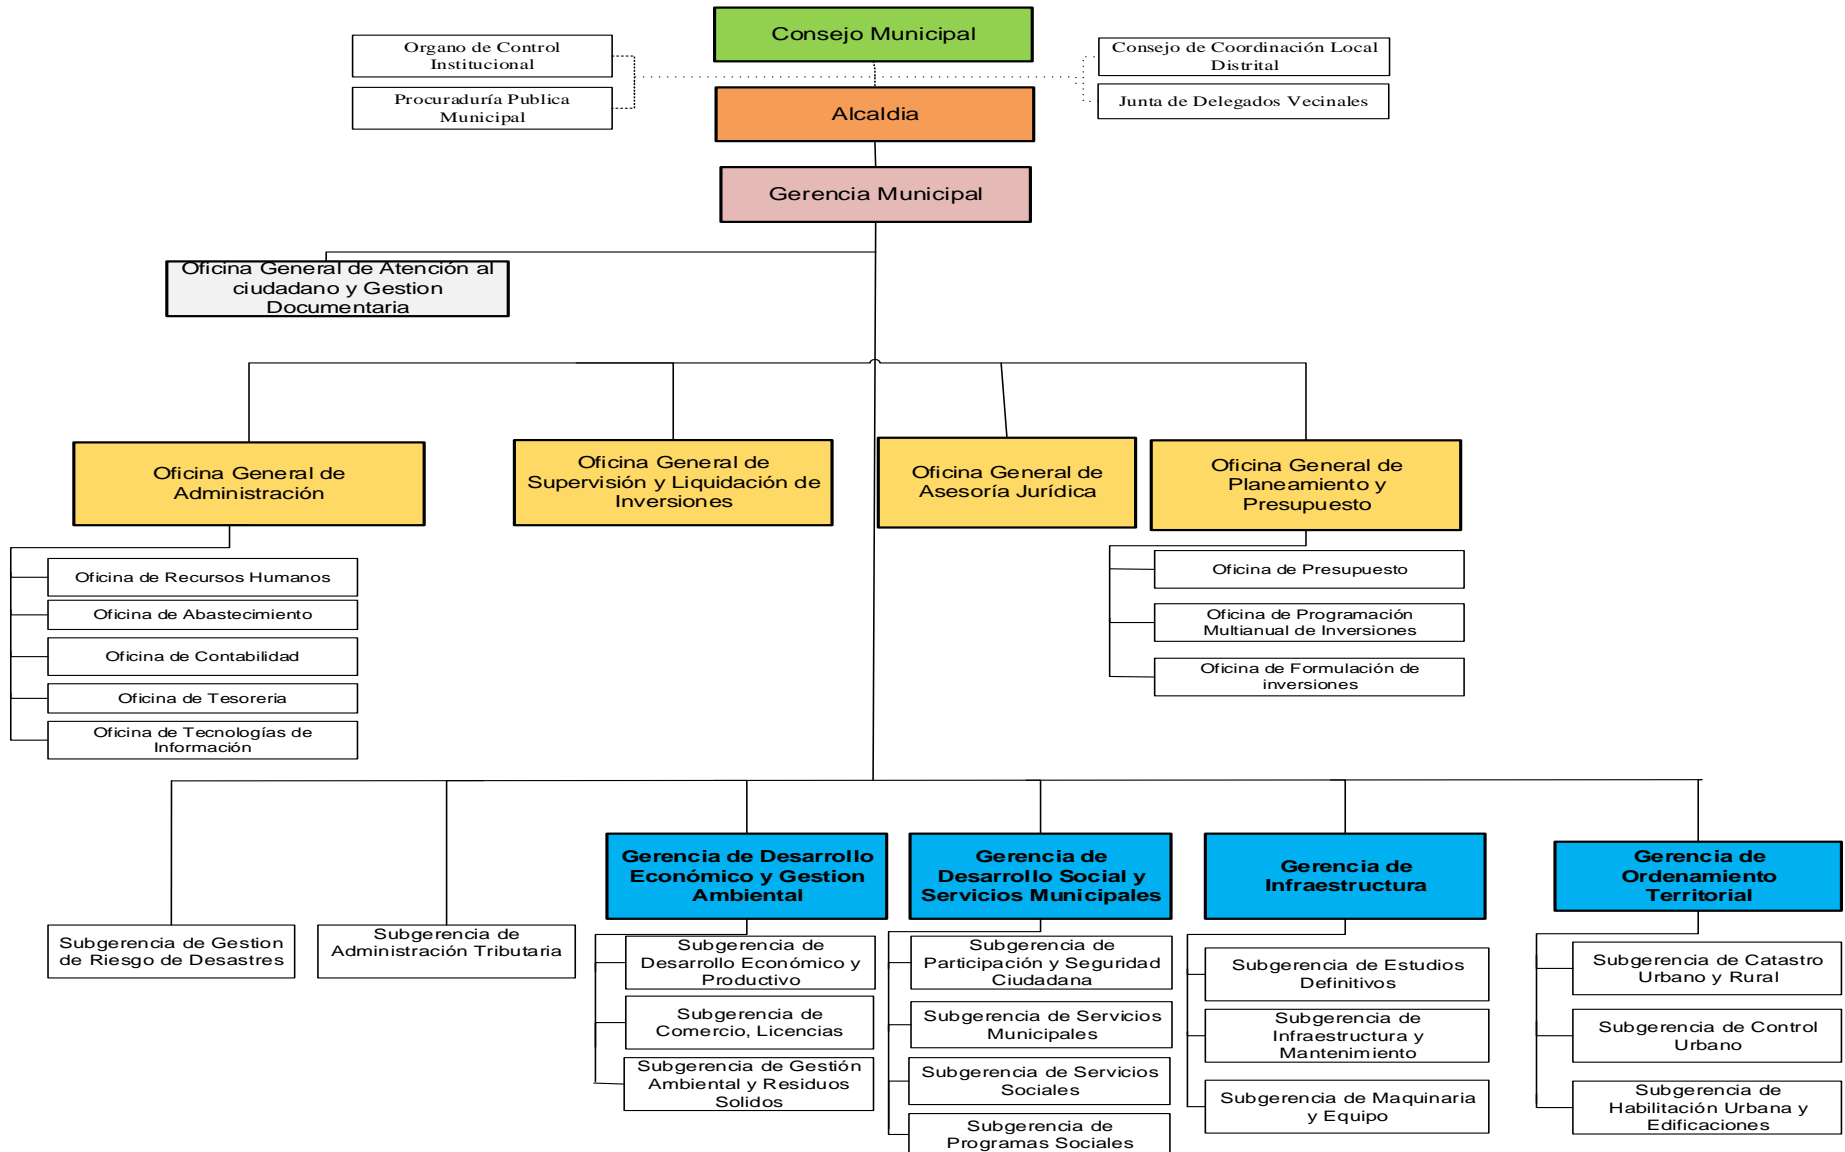 Consejo Municipal
Organo de Control
Institucional
Consejo de Coordinación Local
Distrital
Procuraduría Publica
Municipal
Junta de Delegados Vecinales
Alcaldia
Gerencia Municipal
Oficina General de Atención al
ciudadano y Gestion
Documentaria
Oficina General de
Administración
Oficina General de
Supervisión y Liquidación de
Inversiones
Oficina General de
Asesoría Jurídica
Oficina General de
Planeamiento y
Presupuesto
Oficina de Recursos Humanos
Oficina de Abastecimiento
Oficina de Contabilidad
Oficina de Tesoreria
Oficina de Tecnologías de
Información
Oficina de Presupuesto
Oficina de Programación
Multianual de Inversiones
Oficina de Formulación de
inversiones
Subgerencia de Gestion
de Riesgo de Desastres
Subgerencia de
Administración Tributaria
Gerencia de Desarrollo
Económico y Gestion
Ambiental
Subgerencia de
Desarrollo Económico y
Productivo
Subgerencia de
Comercio, Licencias
Subgerencia de Gestión
Ambiental y Residuos
Solidos
Gerencia de
Desarrollo Social y
Servicios Municipales
Subgerencia de
Participación y Seguridad
Ciudadana
Subgerencia de Servicios
Municipales
Subgerencia de Servicios
Sociales
Subgerencia de
Programas Sociales
Gerencia de
Infraestructura
Subgerencia de Estudios
Definitivos
Subgerencia de
Infraestructura y
Mantenimiento
Subgerencia de Maquinaria
y Equipo
Gerencia de
Ordenamiento
Territorial
Subgerencia de Catastro
Urbano y Rural
Subgerencia de Control
Urbano
Subgerencia de
Habilitación Urbana y
Edificaciones